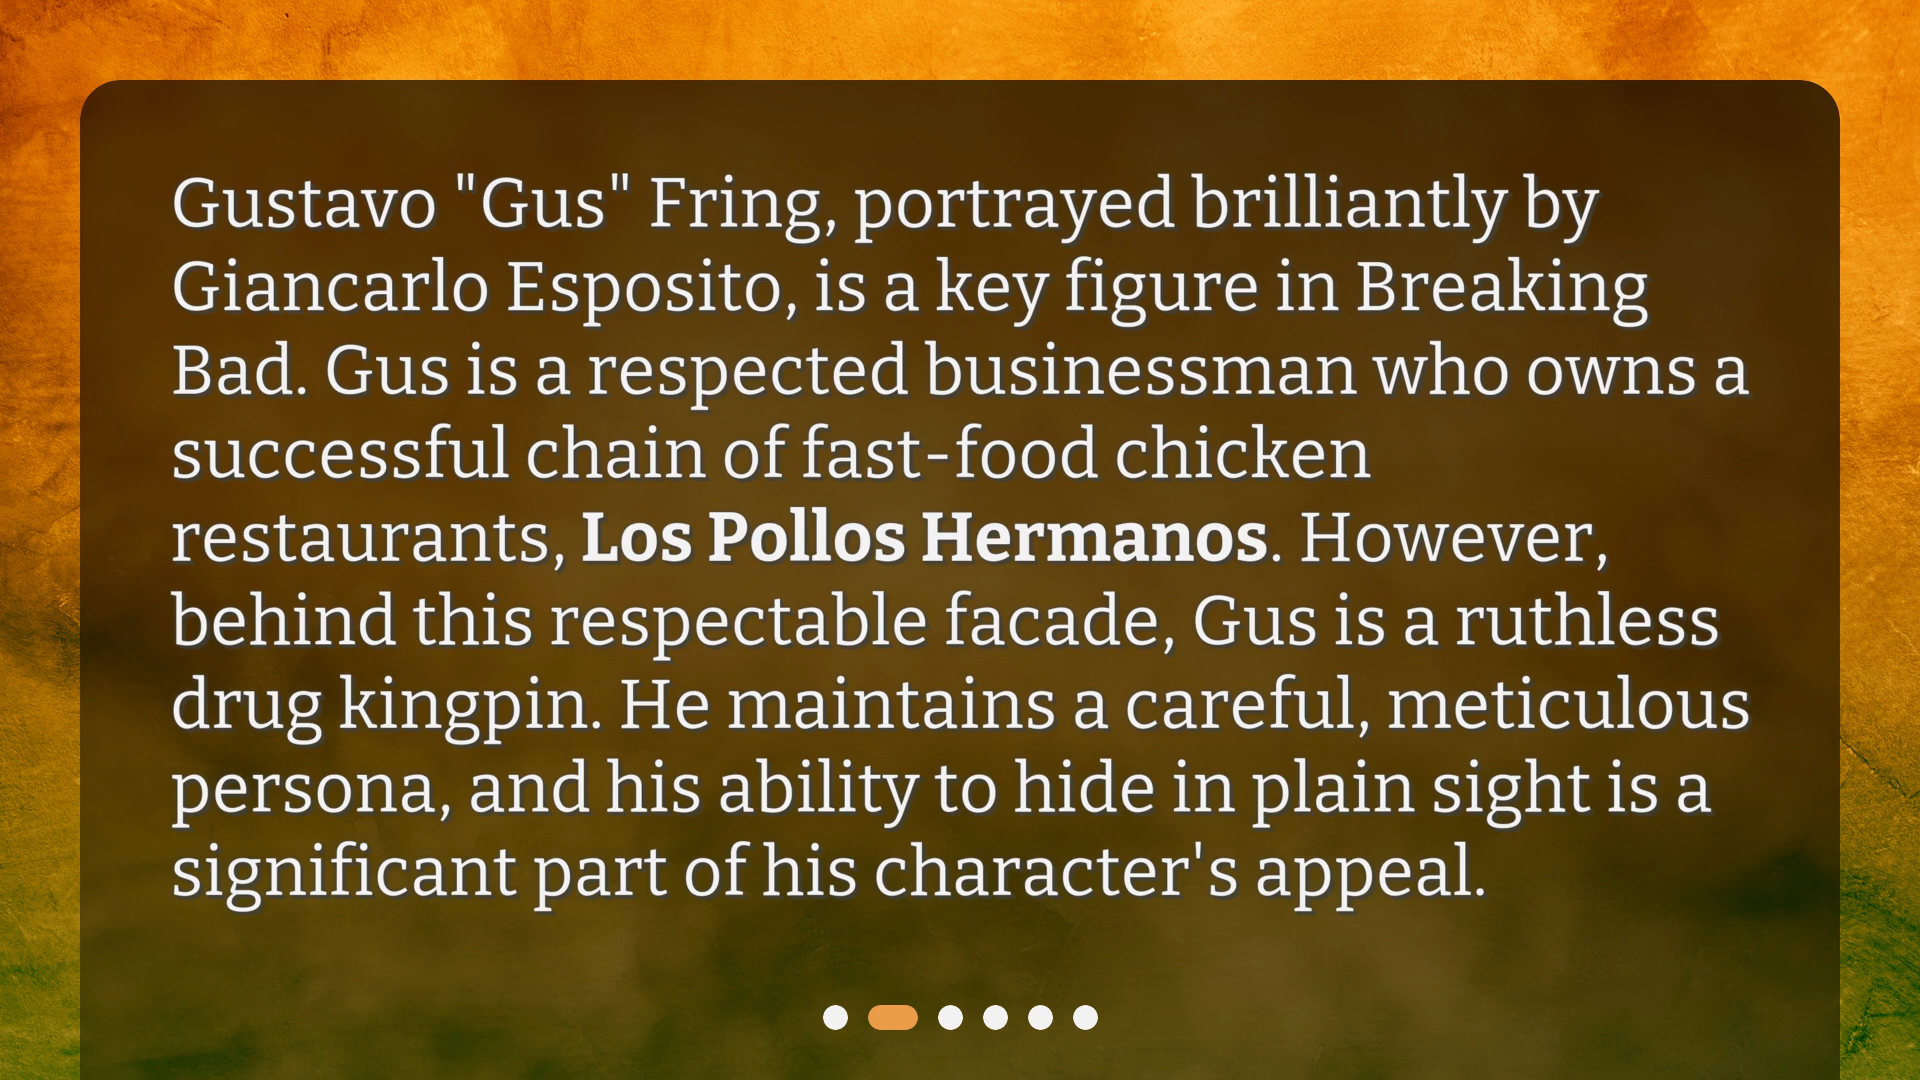 Gustavo "Gus" Fring, portrayed brilliantly by
Giancarlo Esposito, is a key figure in Breaking
Bad. Gus is a respected businessman who owns a
successful chain of fast-food chicken
restaurants, Los Pollos Hermanos. However,
behind this respectable facade, Gus is a ruthless
drug kingpin. He maintains a careful, meticulous
persona, and his ability to hide in plain sight is a
significant part of his character's appeal.